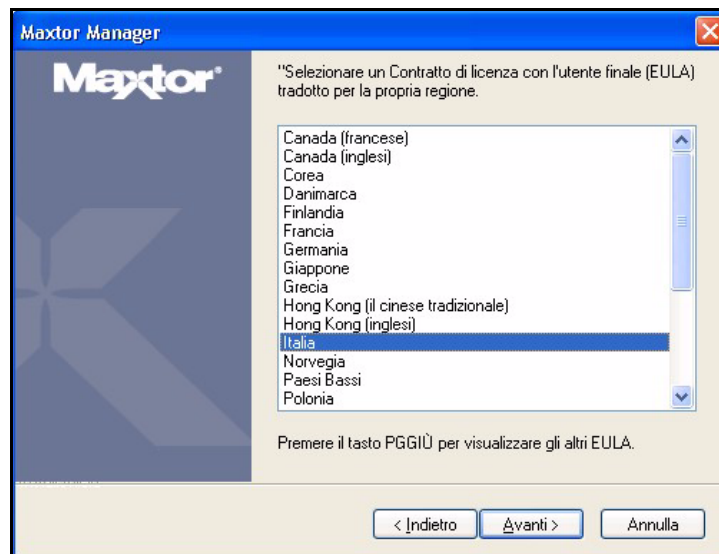 Maxtor Manager
Maxtor®
"Selezionare un Contratto di licenza con l'utente finale (EULA)
tradotto per la propria regione.
Canada (francese)
Canada (inglesi)
Corea
Danimarca
Finlandia
Francia
Germania
Giappone
Grecia
Hong Kong (il cinese tradizionale)
Hong Kong (inglesi)
Italia
Norvegia
Paesi Bassi
Polonia
Premere il tasto PGGIÙ per visualizzare gli altri EULA.
< Indietro
Avanti >
Annulla